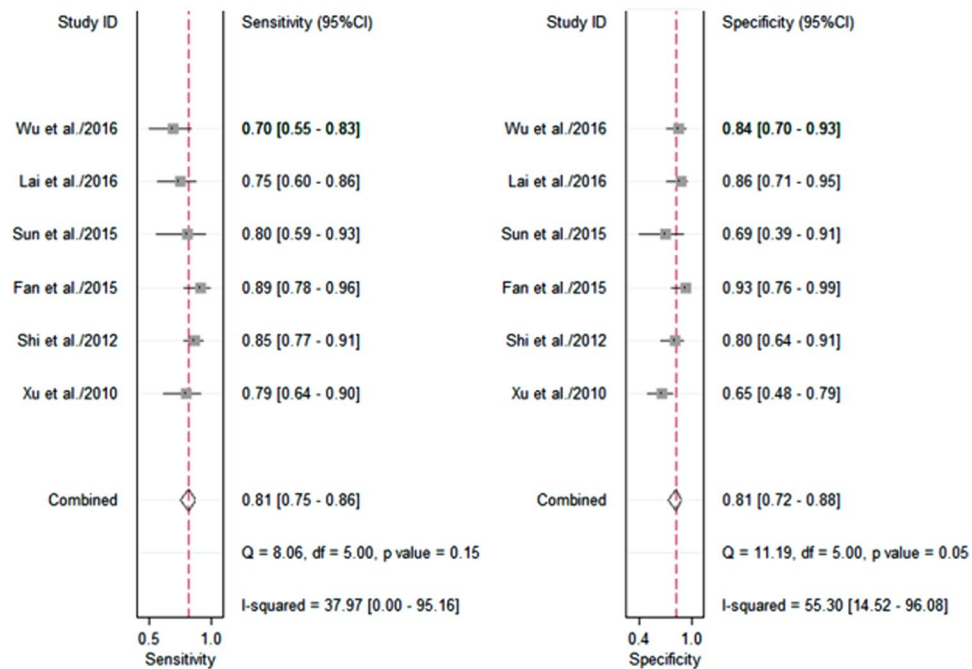 Study ID Sensitivity (95%CI)
Wu et al./2016 0.70 [0.55 - 0.83]
Lai et al./2016 0.75 [0.60 - 0.86]
Sun et al./2015 0.80 [0.59 - 0.93]
Fan et al./2015 0.89 [0.78 - 0.96]
Shi et al./2012 0.85 [0.77 - 0.91]
Xu et al./2010 0.79 [0.64 - 0.90]
Combined 0.81 [0.75 - 0.86]
Q = 8.06, df = 5.00, p value = 0.15
I-squared = 37.97 [0.00 - 95.16]
0.5 1.0
Sensitivity
Study ID Specificity (95%CI)
Wu et al./2016 0.84 [0.70 - 0.93]
Lai et al./2016 0.86 [0.71 - 0.95]
Sun et al./2015 0.69 [0.39 - 0.91]
Fan et al./2015 0.93 [0.76 - 0.99]
Shi et al./2012 0.80 [0.64 - 0.91]
Xu et al./2010 0.65 [0.48 - 0.79]
Combined 0.81 [0.72 - 0.88]
Q = 11.19, df = 5.00, p value = 0.05
I-squared = 55.30 [14.52 - 96.08]
0.4 1.0
Specificity